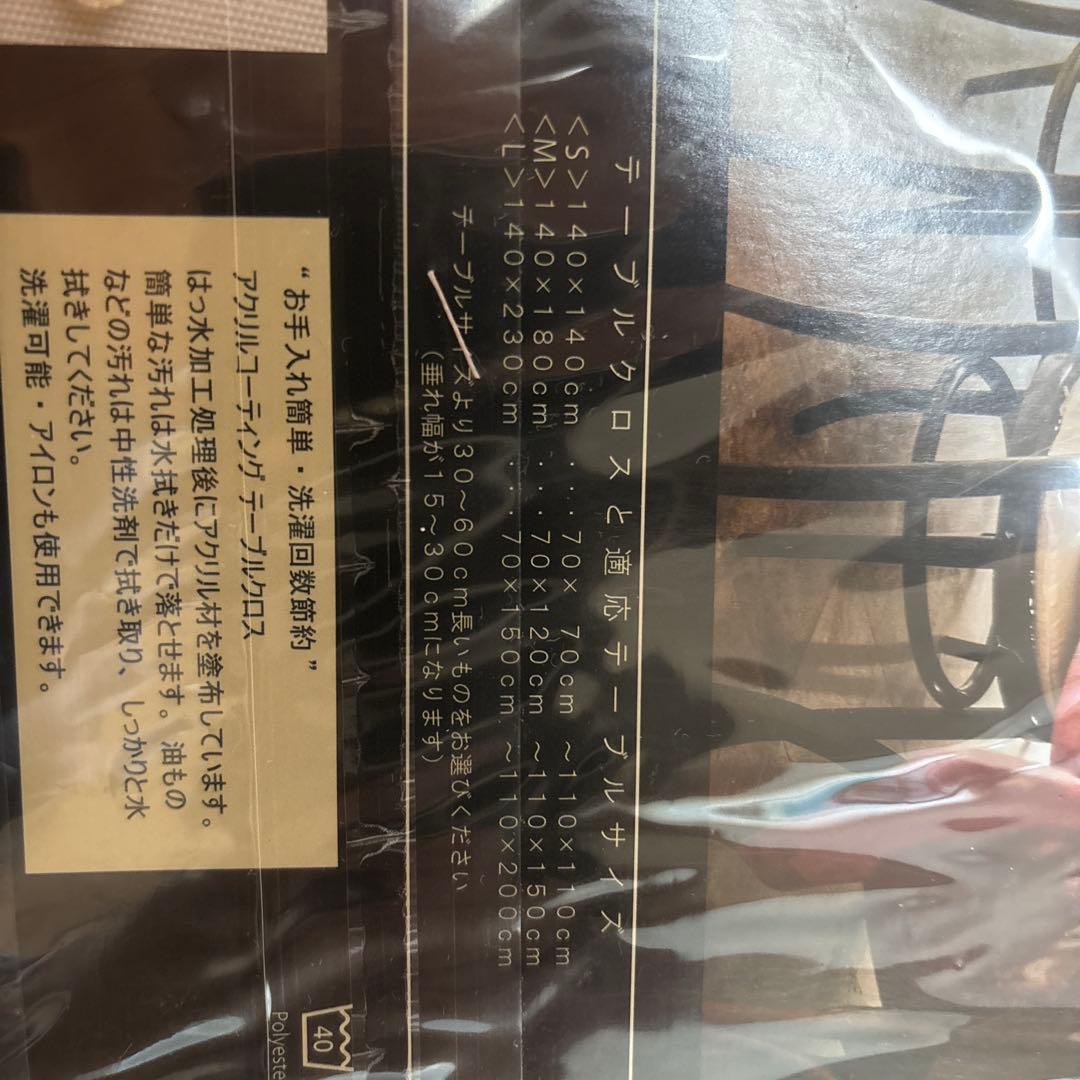 テーブルクロスと適応テーブルサイズ
<S>140×140cm ...70× 70cm ~110×110cm
<M>140×180cm ...70×120cm ~110×150cm
<L>140×230cm ...70×150cm ~110×200cm
テーブルサイズより30~60cm長いものをお選びください
(垂れ幅が15~30cmになります)
“お手入れ簡単・洗濯回数節約”
アクリルコーティングテーブルクロス
はっ水加工処理後にアクリル材を塗布しています。
簡単な汚れは水拭きだけで落とせます。油もの
などの汚れは中性洗剤で拭き取り、しっかりと水
拭きしてください。
洗濯可能・アイロンも使用できます。
40
Polyeste